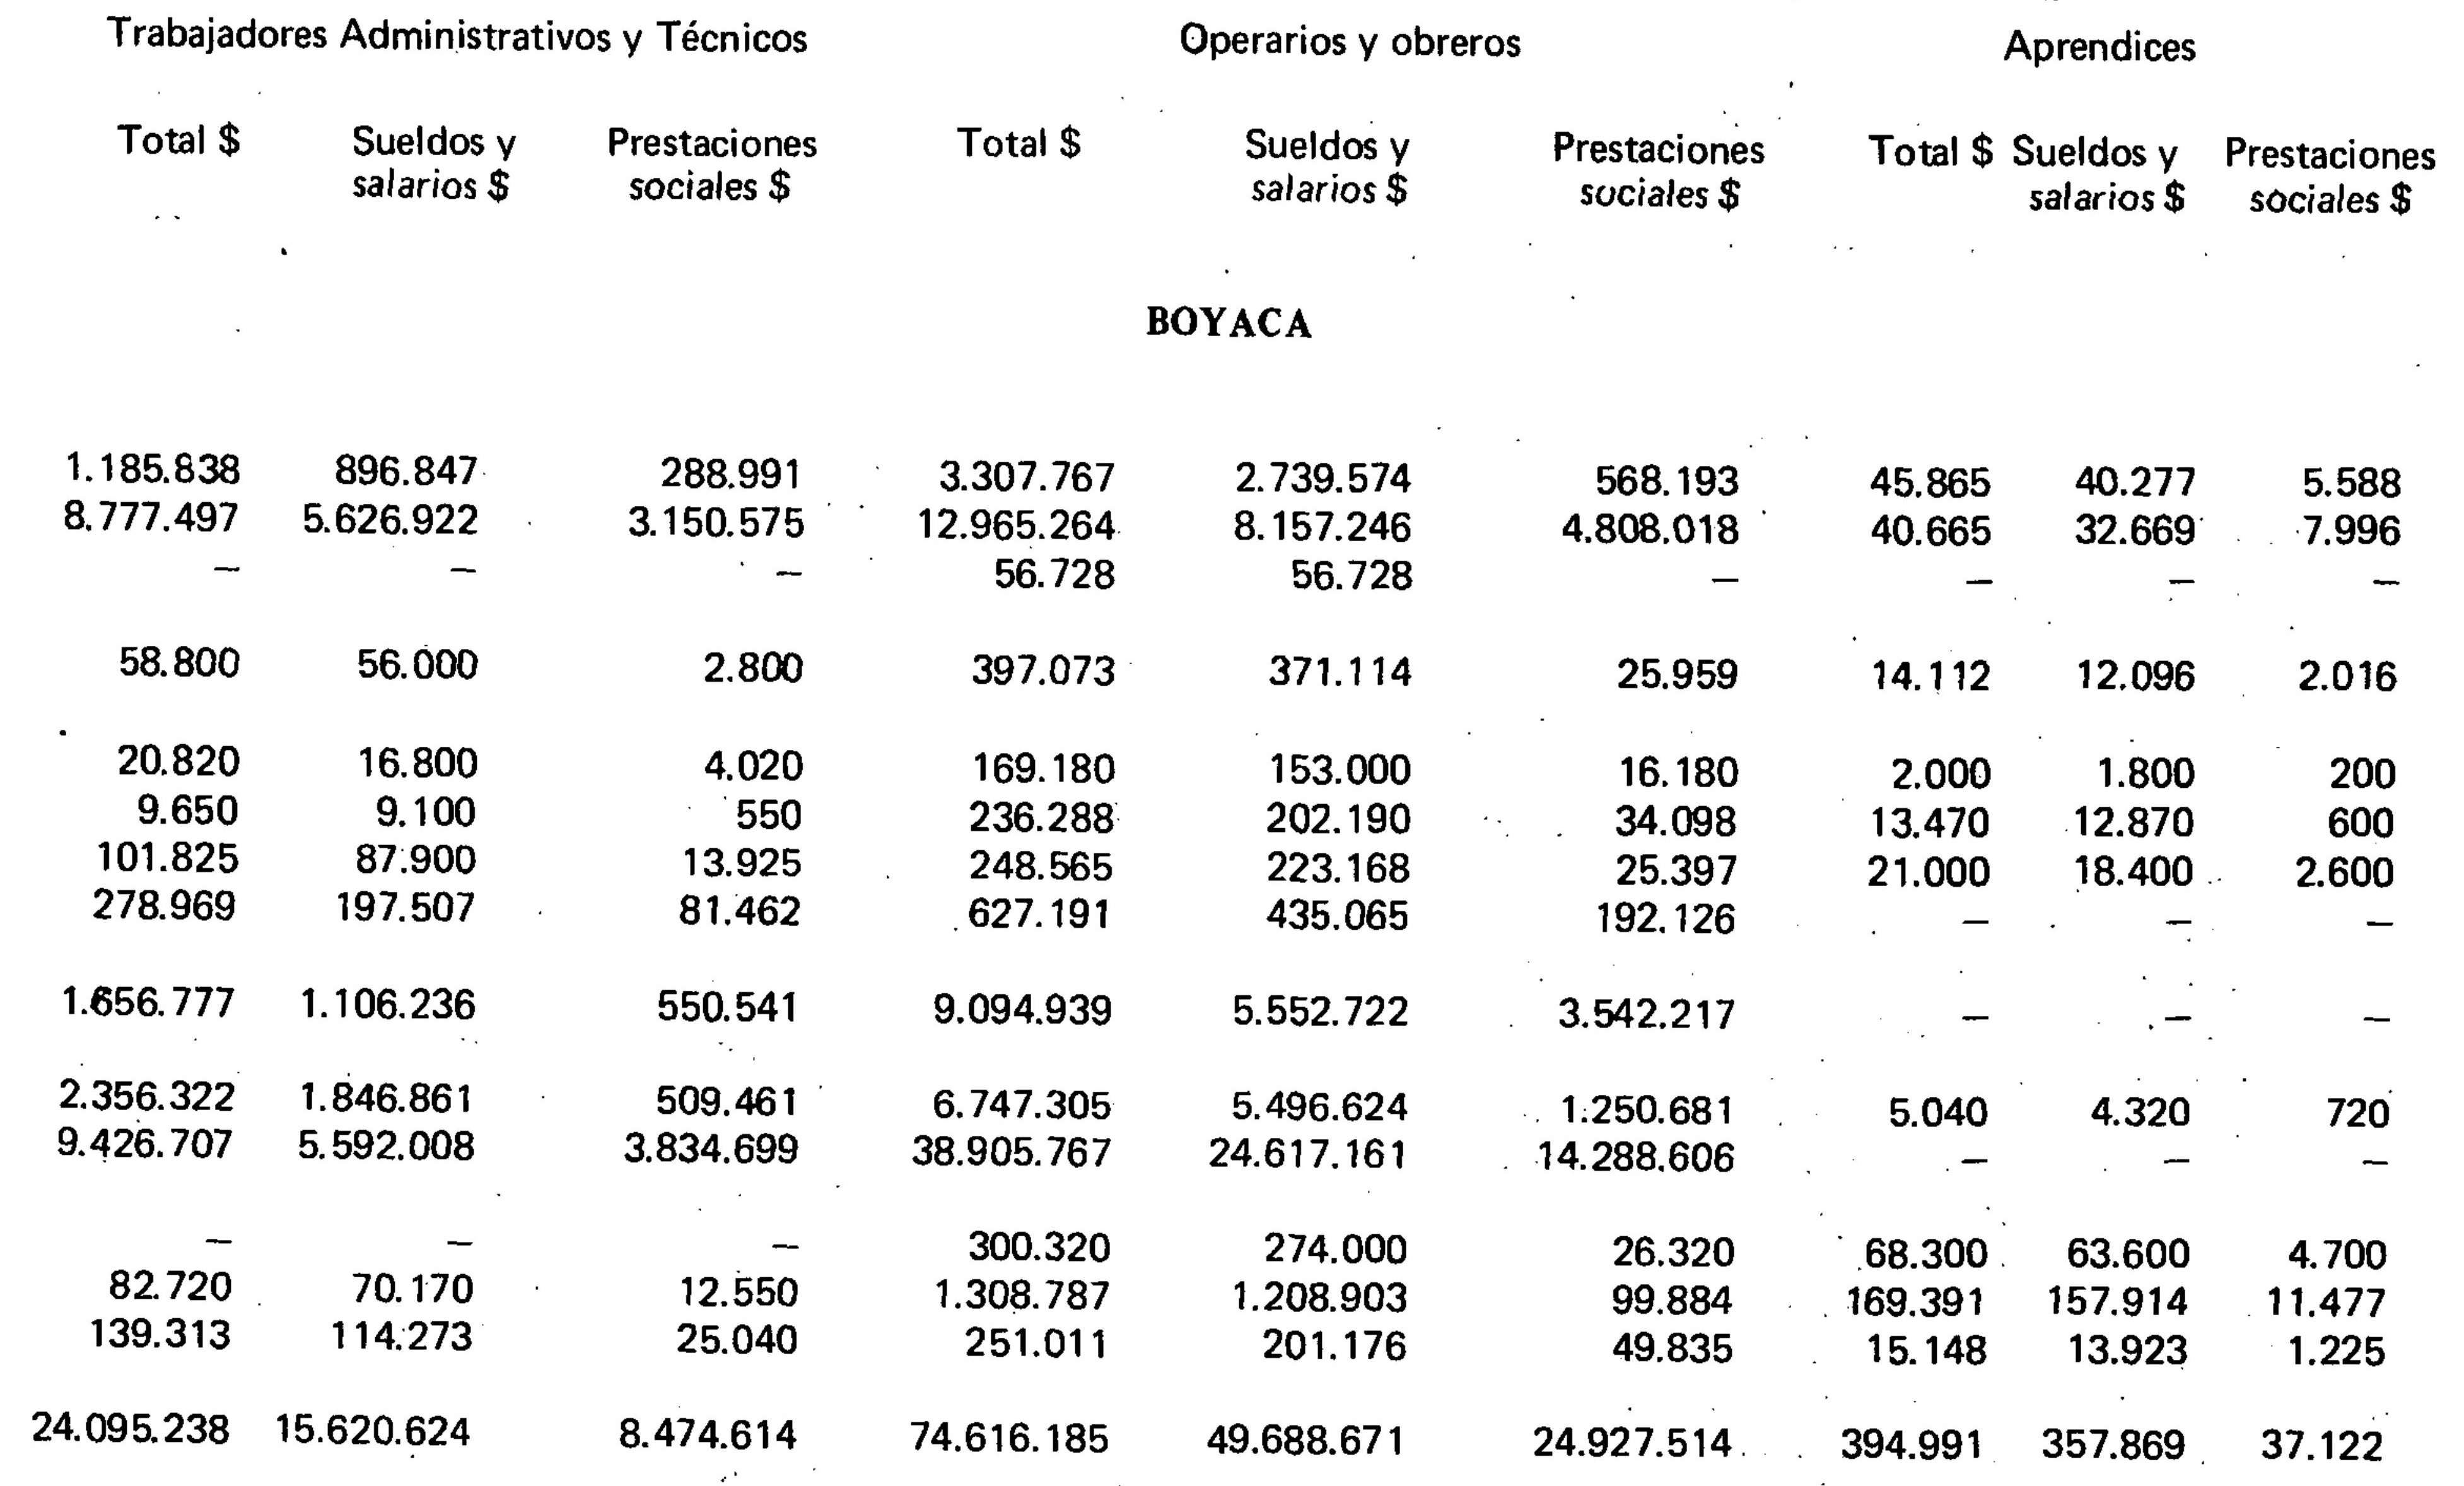 Trabajadores Administrativos y Técnicos Operarios y obreros Aprendices
Total $ Sueldos y Prestaciones Total $ Sueldos y Prestaciones Total $ Sueldos y Prestaciones
salarios $ sociales $ salarios $ sociales $ salarios $ sociales $
BOYACA
1.185.838 896.847 288.991 3.307.767 2.739.574 568.193 45.865 40.277 5.588
8.777.497 5.626.922 3.150.575 12.965.264 8.157.246 4.808.018 40.665 32.669 7.996
— — — 56.728 56.728 — — — —
58.800 56.000 2.800 397.073 371.114 25.959 14.112 12.096 2.016
20.820 16.800 4.020 169.180 153.000 16.180 2.000 1.800 200
9.650 9.100 550 236.288 202.190 34.098 13.470 12.870 600
101.825 87.900 13.925 248.565 223.168 25.397 21.000 18.400 2.600
278.969 197.507 81.462 627.191 435.065 192.126 — — —
1.656.777 1.106.236 550.541 9.094.939 5.552.722 3.542.217 — — —
2.356.322 1.846.861 509.461 6.747.305 5.496.624 1.250.681 5.040 4.320 720
9.426.707 5.592.008 3.834.699 38.905.767 24.617.161 14.288.606 — — —
— — — 300.320 274.000 26.320 68.300 63.600 4.700
82.720 70.170 12.550 1.308.787 1.208.903 99.884 169.391 157.914 11.477
139.313 114.273 25.040 251.011 201.176 49.835 15.148 13.923 1.225
24.095.238 15.620.624 8.474.614 74.616.185 49.688.671 24.927.514 394.991 357.869 37.122